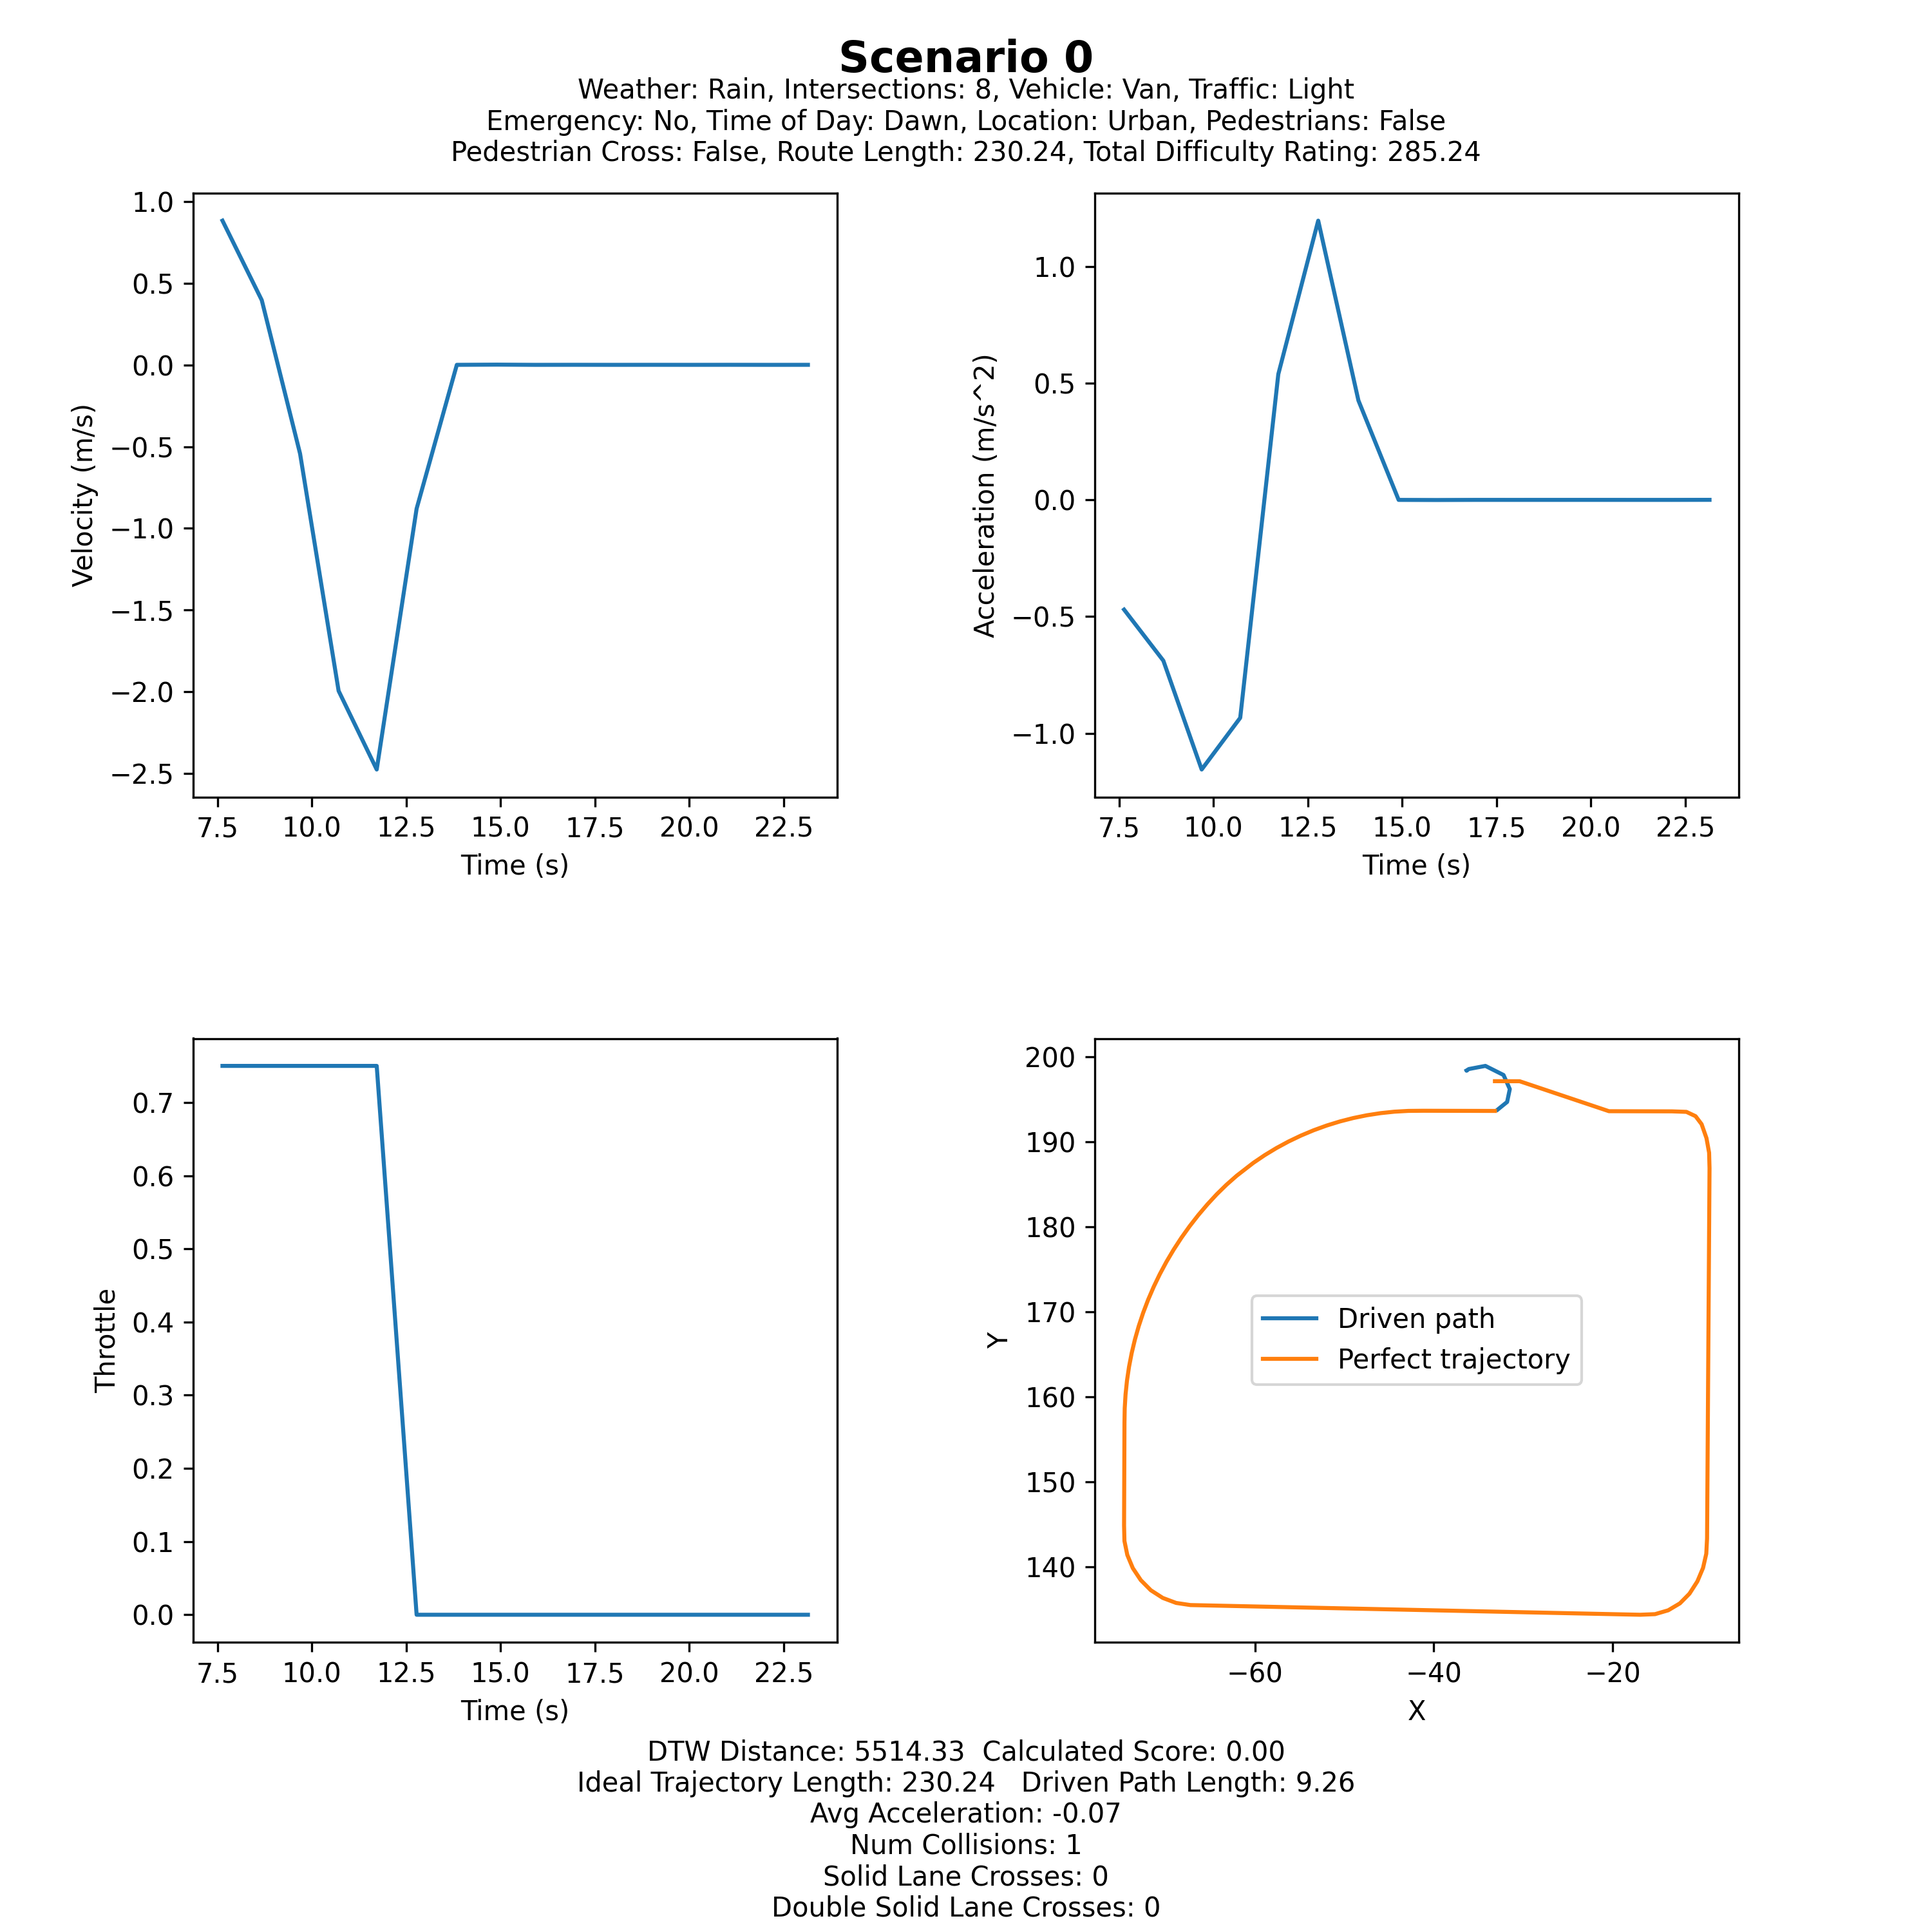 Scenario 0
Weather: Rain, Intersections: 8, Vehicle: Van, Traffic: Light
Emergency: No, Time of Day: Dawn, Location: Urban, Pedestrians: False
Pedestrian Cross: False, Route Length: 230.24, Total Difficulty Rating: 285.24
Velocity (m/s)
1.0
0.5
0.0
−0.5
−1.0
−1.5
−2.0
−2.5
7.5 10.0 12.5 15.0 17.5 20.0 22.5
Time (s)
Acceleration (m/s^2)
1.0
0.5
0.0
−0.5
−1.0
7.5 10.0 12.5 15.0 17.5 20.0 22.5
Time (s)
Throttle
0.7
0.6
0.5
0.4
0.3
0.2
0.1
0.0
7.5 10.0 12.5 15.0 17.5 20.0 22.5
Time (s)
Y
200
190
180
170
160
150
140
Driven path
Perfect trajectory
−60 −40 −20
X
DTW Distance: 5514.33 Calculated Score: 0.00
Ideal Trajectory Length: 230.24 Driven Path Length: 9.26
Avg Acceleration: -0.07
Num Collisions: 1
Solid Lane Crosses: 0
Double Solid Lane Crosses: 0